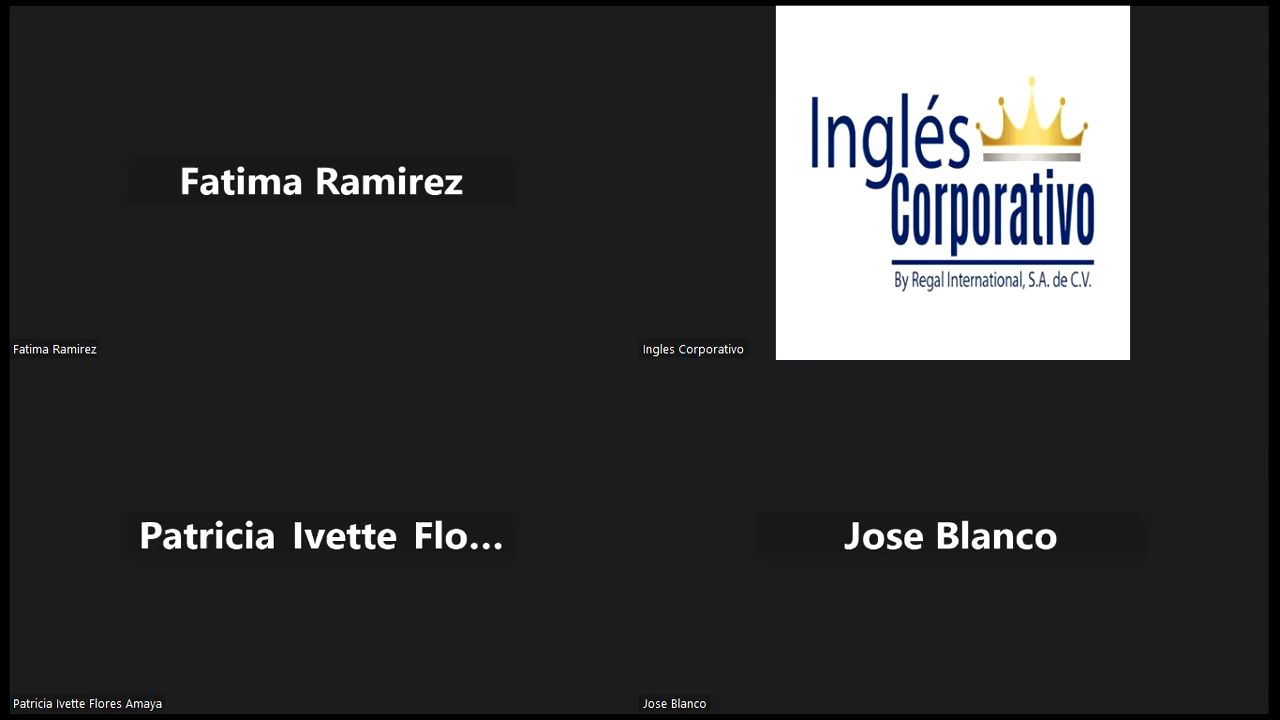 Fatima Ramirez
Fatima Ramirez
Inglés
Corporativo
By Regal International, S.A. de C.V.
Ingles Corporativo
Patricia Ivette Flo...
Patricia Ivette Flores Amaya
Jose Blanco
Jose Blanco